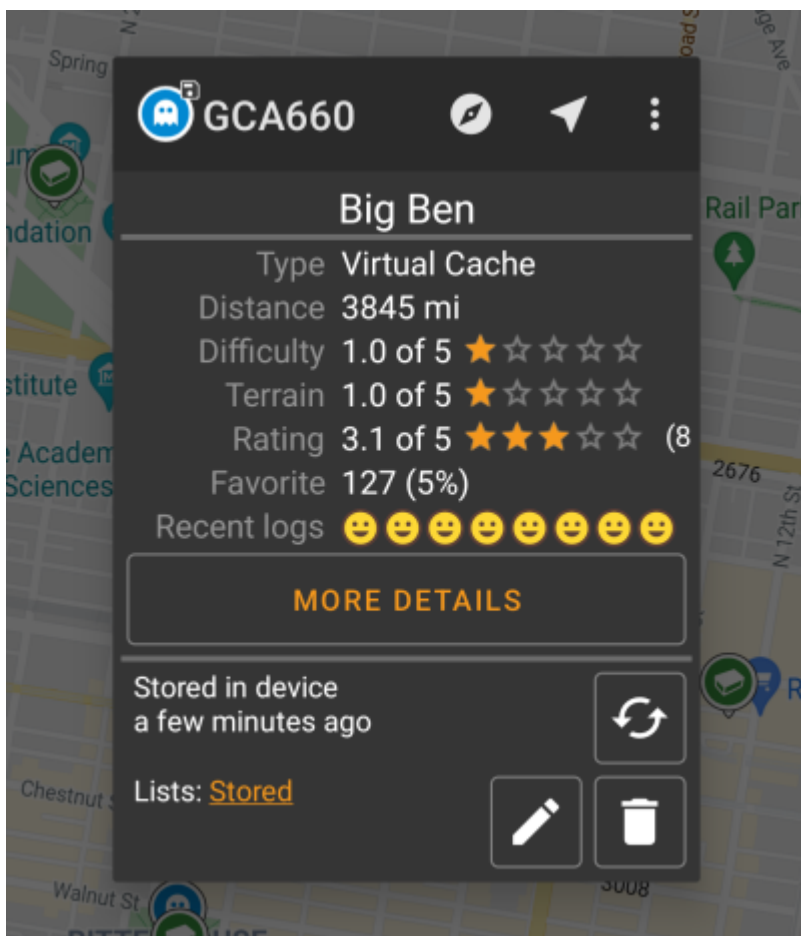 N 2
Spring
GCA660
Big Ben
Rail Par
ndation
Type Virtual Cache
Distance 3845 mi
Difficulty 1.0 of 5
Terrain 1.0 of 5
stitute
Rating 3.1 of 5 (8
Academ
Sciences
Favorite 127 (5%)
2676
Recent logs
N 12th St
MORE DETAILS
Stored in device
a few minutes ago
R
Chestnut
Lists: Stored
Walnut St
3008